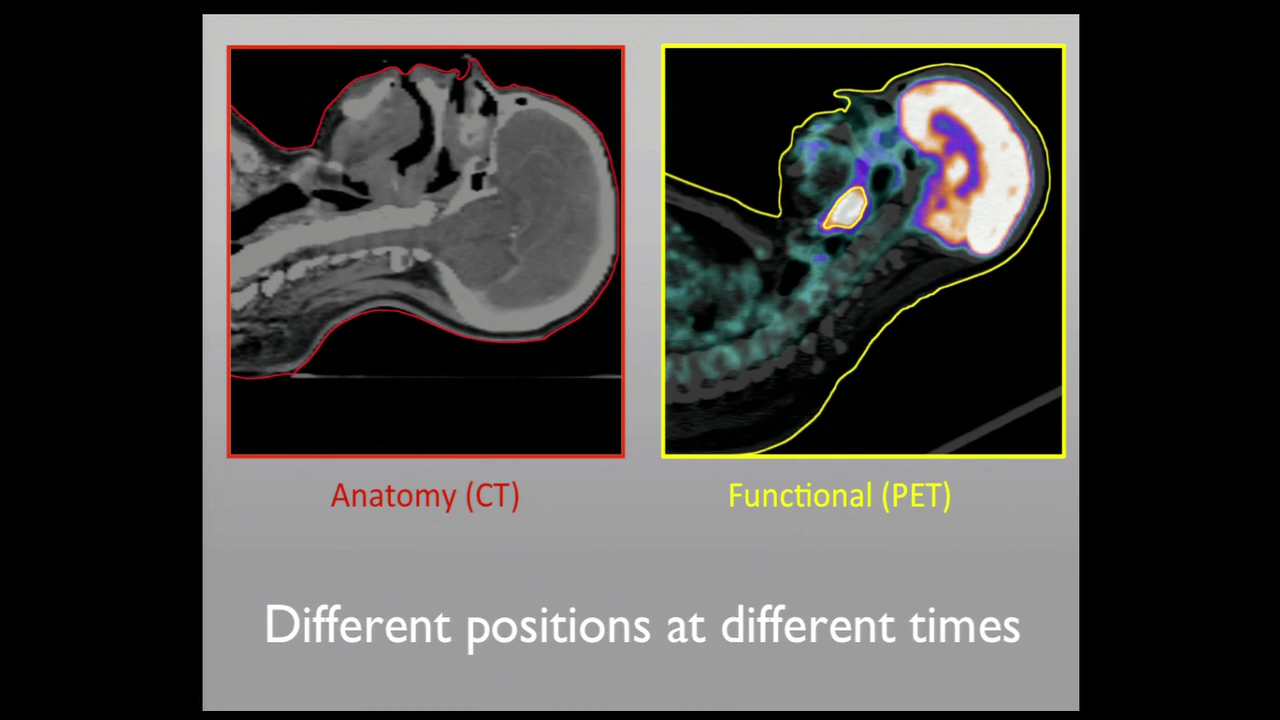 Anatomy (CT)
Functional (PET)
Different positions at different times